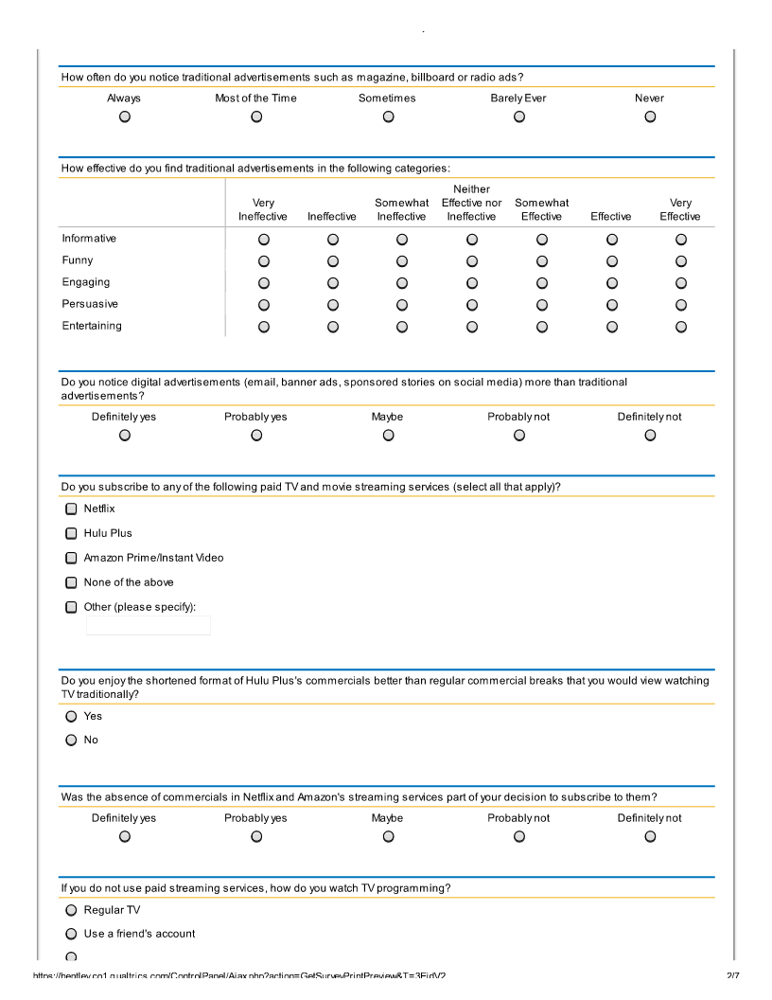 How often do you notice traditional advertisements such as magazine, billboard or radio ads?
Always Most of the Time Sometimes Barely Ever Never
How effective do you find traditional advertisements in the following categories:
Neither
Very Somewhat Effective nor Somewhat Very
Ineffective Ineffective Ineffective Ineffective Effective Effective Effective
Informative
Funny
Engaging
Persuasive
Entertaining
Do you notice digital advertisements (email, banner ads, sponsored stories on social media) more than traditional
advertisements?
Definitely yes Probably yes Maybe Probably not Definitely not
Do you subscribe to any of the following paid TV and movie streaming services (select all that apply)?
Netflix
Hulu Plus
Amazon Prime/Instant Video
None of the above
Other (please specify):
Do you enjoy the shortened format of Hulu Plus's commercials better than regular commercial breaks that you would view watching
TV traditionally?
Yes
No
Was the absence of commercials in Netflix and Amazon's streaming services part of your decision to subscribe to them?
Definitely yes Probably yes Maybe Probably not Definitely not
If you do not use paid streaming services, how do you watch TV programming?
Regular TV
Use a friend's account
https://bentley.co1.qualtrics.com/ControlPanel/Ajax.php?action=GetSurveyPrintPreview&T=3EidV2 2/7